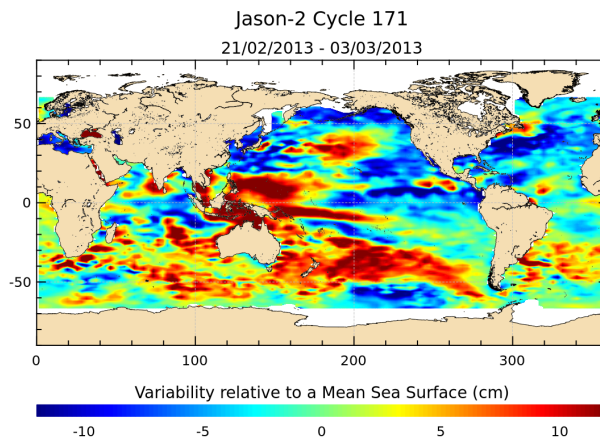 Jason-2 Cycle 171
21/02/2013 - 03/03/2013
50
0
-50
0 100 200 300
Variability relative to a Mean Sea Surface (cm)
-10 -5 0 5 10